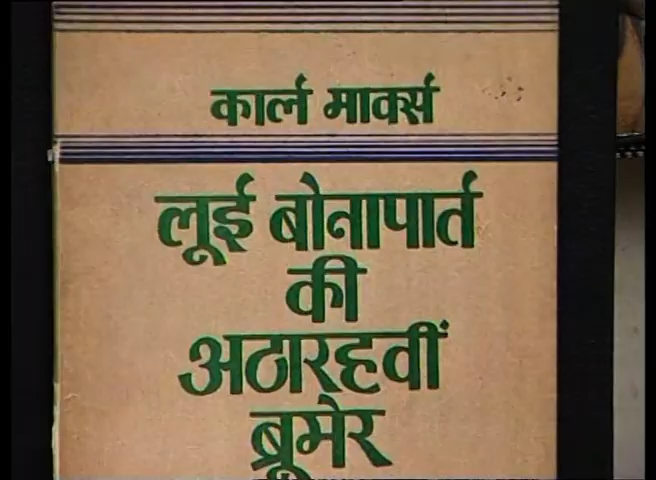 कार्ल मार्क्स
लूई बोनापार्त
की
अठारहवीं
ब्रूमेर